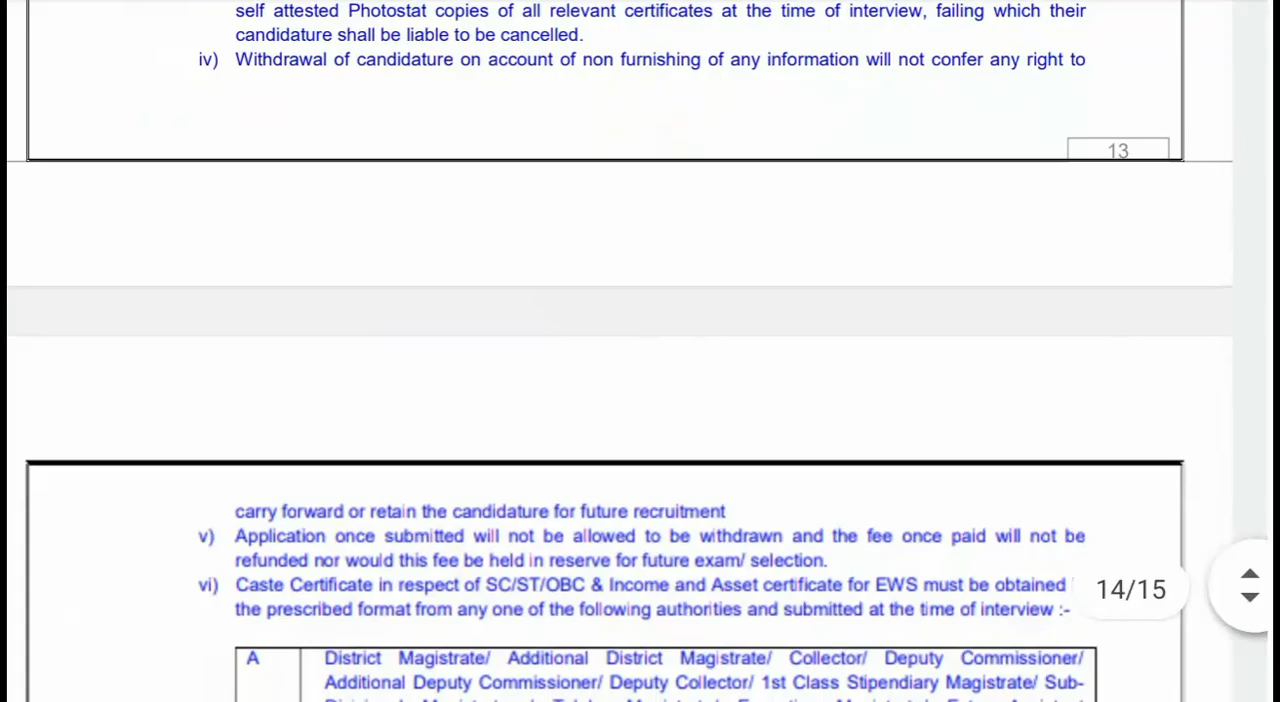 self attested Photostat copies of all relevant certificates at the time of interview, failing which their
candidature shall be liable to be cancelled.
iv) Withdrawal of candidature on account of non furnishing of any information will not confer any right to
13
carry forward or retain the candidature for future recruitment
v) Application once submitted will not be allowed to be withdrawn and the fee once paid will not be
refunded nor would this fee be held in reserve for future exam/ selection.
vi) Caste Certificate in respect of SC/ST/OBC & Income and Asset certificate for EWS must be obtained
14/15
the prescribed format from any one of the following authorities and submitted at the time of interview :-
A District Magistrate/ Additional District Magistrate/ Collector/ Deputy Commissioner/
Additional Deputy Commissioner/ Deputy Collector/ 1st Class Stipendiary Magistrate/ Sub-